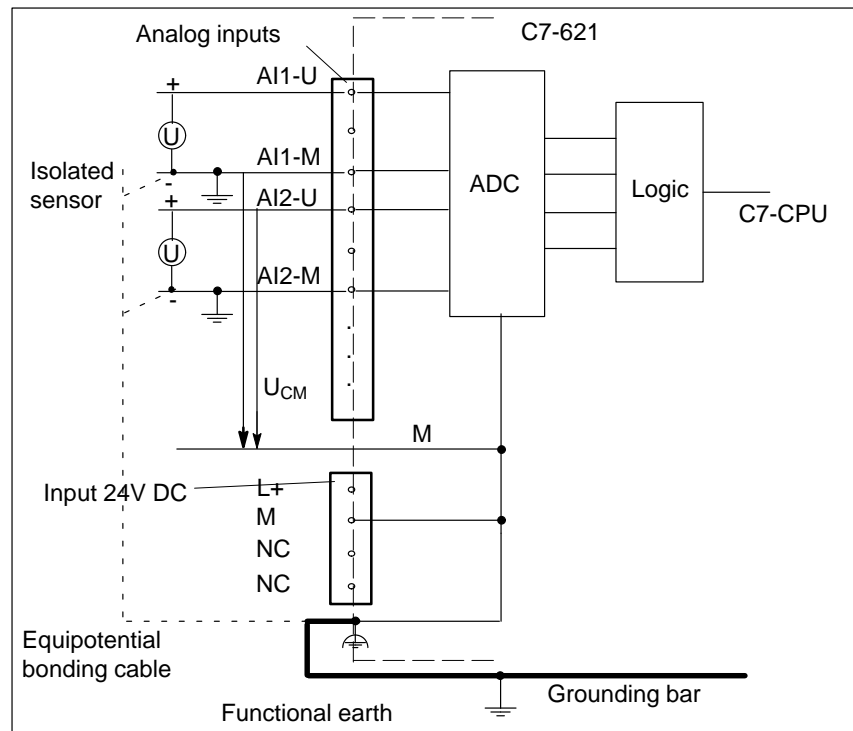 Analog inputs
C7-621
+
AI1-U
U
AI1-M
Isolated
sensor
-
+
AI2-U
ADC
Logic
C7-CPU
U
AI2-M
-
UCM
M
Input 24V DC
L+
M
NC
NC
Equipotential
bonding cable
Grounding bar
Functional earth